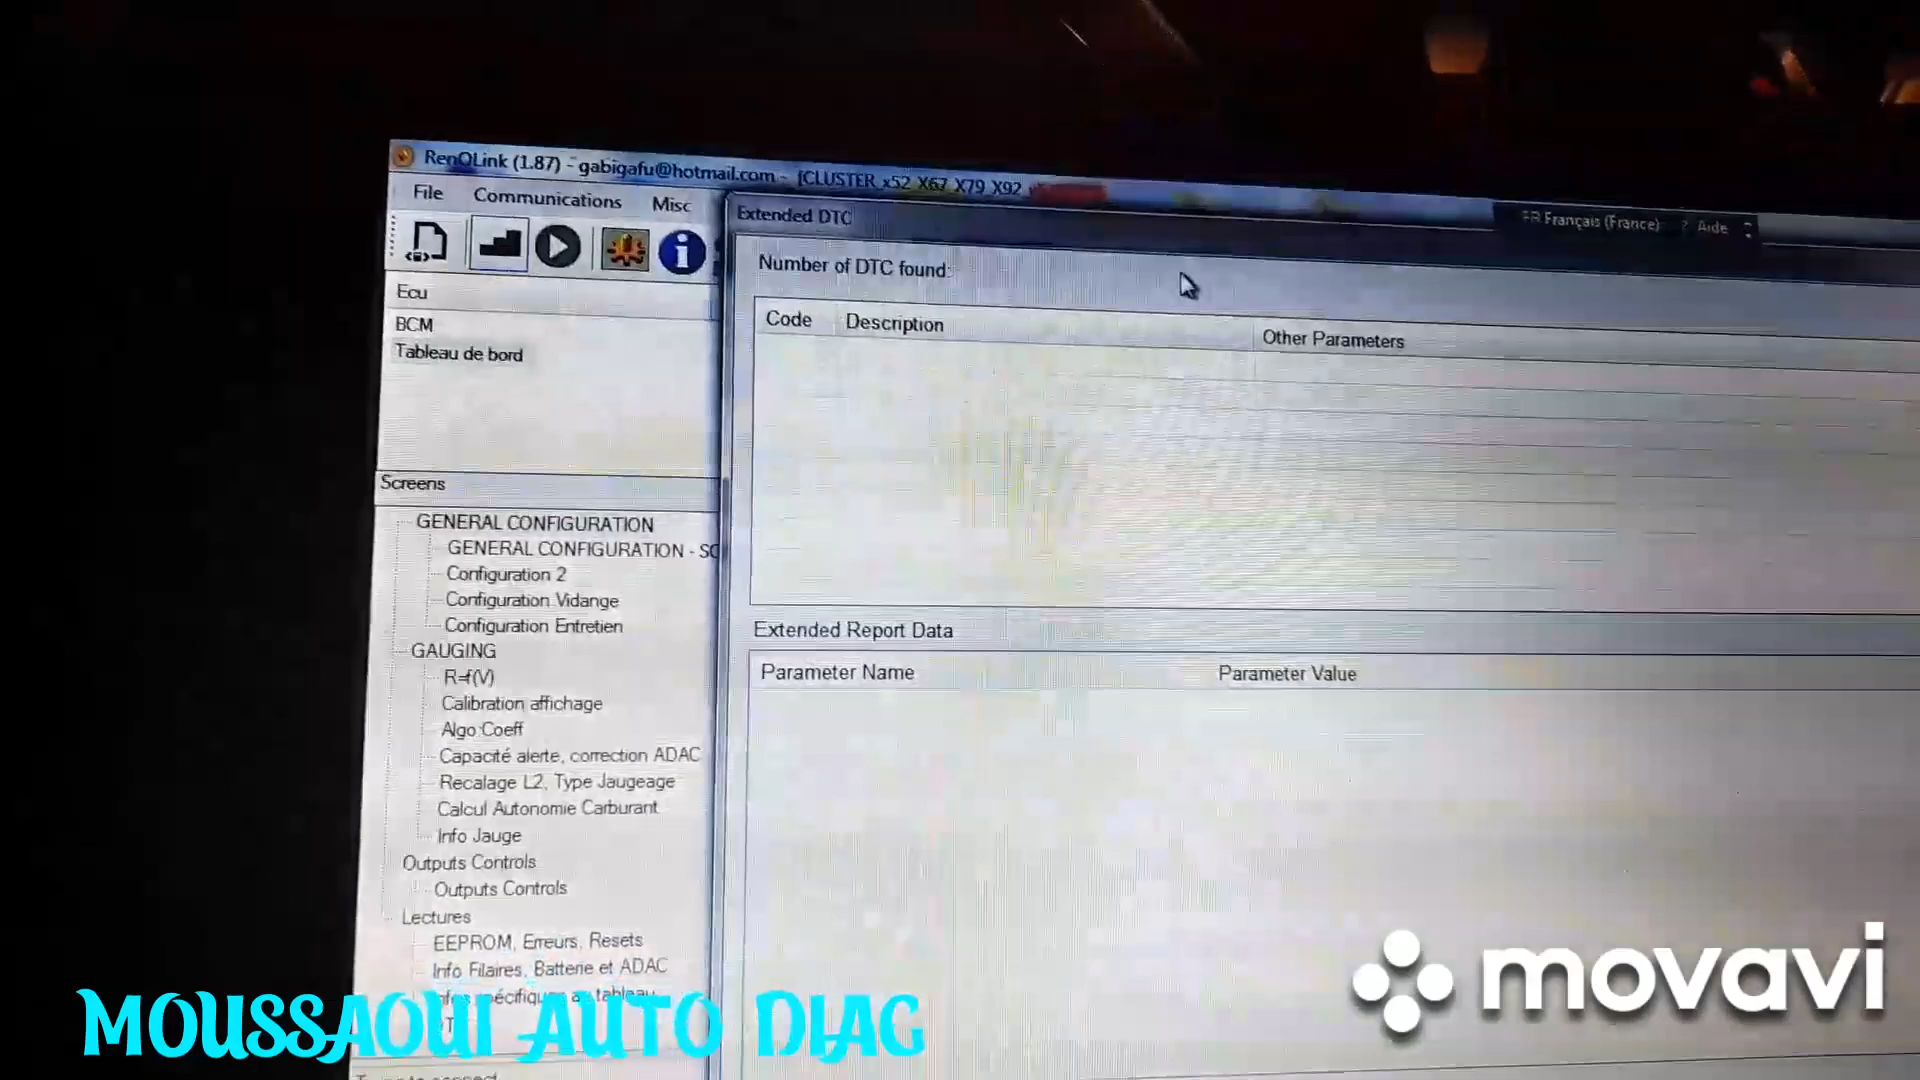 RenOLink (1.87) - gabigafu@hotmail.com - [CLUSTER_x52 X67 X79 X92
File Communications Misc
Extended DTC
FR Français (France) ? Aide
Number of DTC found:
Ecu
BCM
Tableau de bord
Code Description Other Parameters
Screens
GENERAL CONFIGURATION
GENERAL CONFIGURATION - SC
Configuration 2
Configuration Vidange
Configuration Entretien
GAUGING
R=f(V)
Calibration affichage
Algo Coeff
Capacité alerte, correction ADAC
Recalage L2, Type Jaugeage
Calcul Autonomie Carburant
Info Jauge
Outputs Controls
Outputs Controls
Lectures
EEPROM, Erreurs, Resets
Info Filaires, Batterie et ADAC
Extended Report Data
Parameter Name Parameter Value
movavi
MOUSSAOUI AUTO DIAG